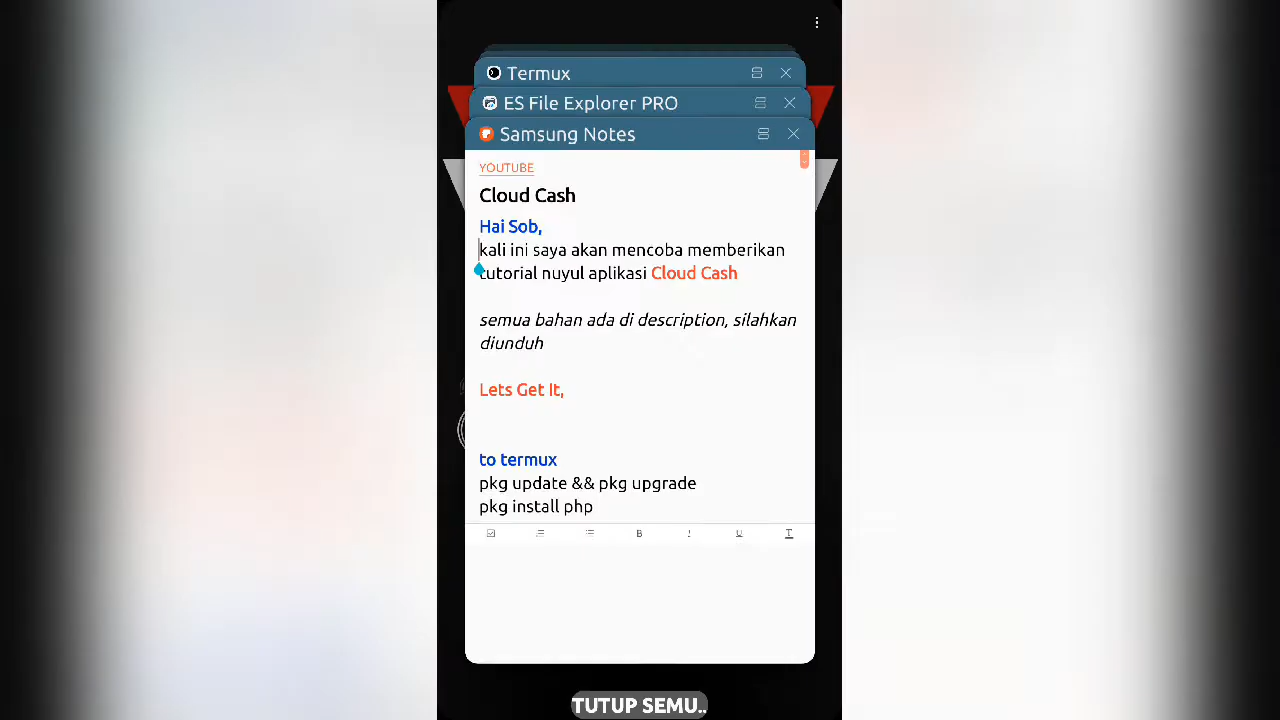 Termux
ES File Explorer PRO
Samsung Notes
YOUTUBE
Cloud Cash
Hai Sob,
kali ini saya akan mencoba memberikan
tutorial nuyul aplikasi Cloud Cash
semua bahan ada di description, silahkan
diunduh
Lets Get It,
to termux
pkg update && pkg upgrade
pkg install php
B I U T
TUTUP SEMU..